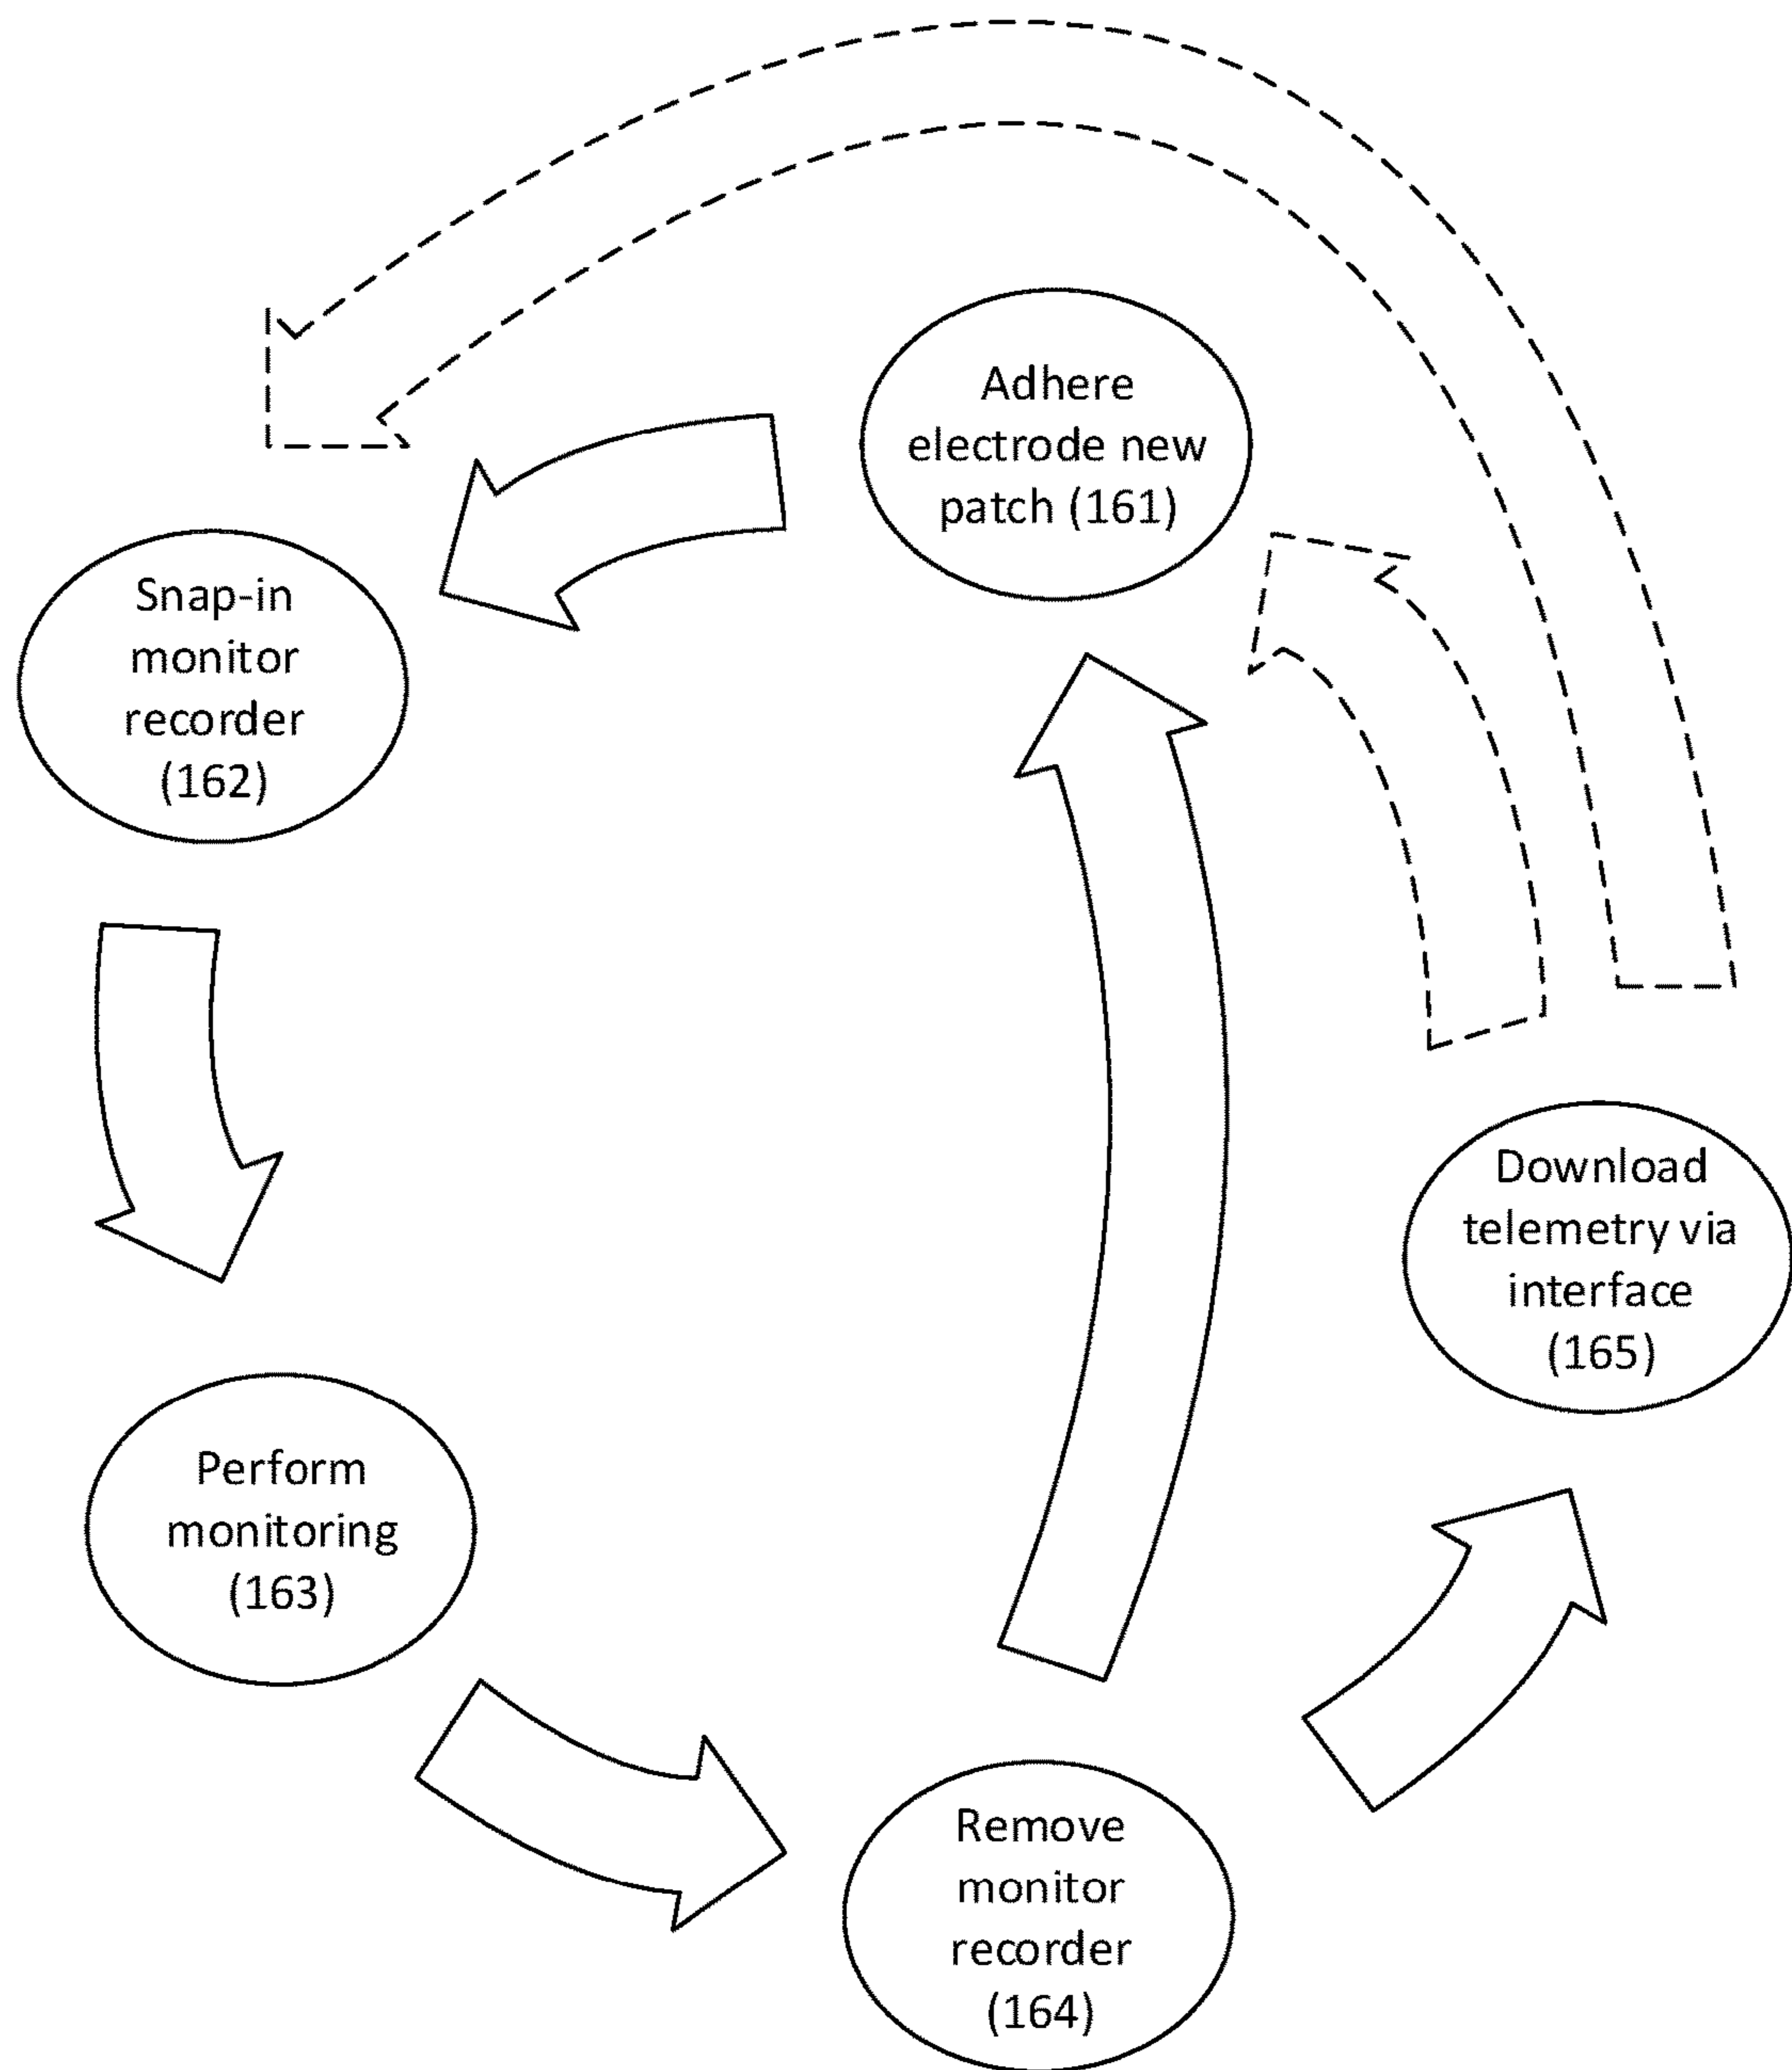 Adhere
electrode new
patch (161)
Snap-in
monitor
recorder
(162)
Perform
monitoring
(163)
Remove
monitor
recorder
(164)
Download
telemetry via
interface
(165)